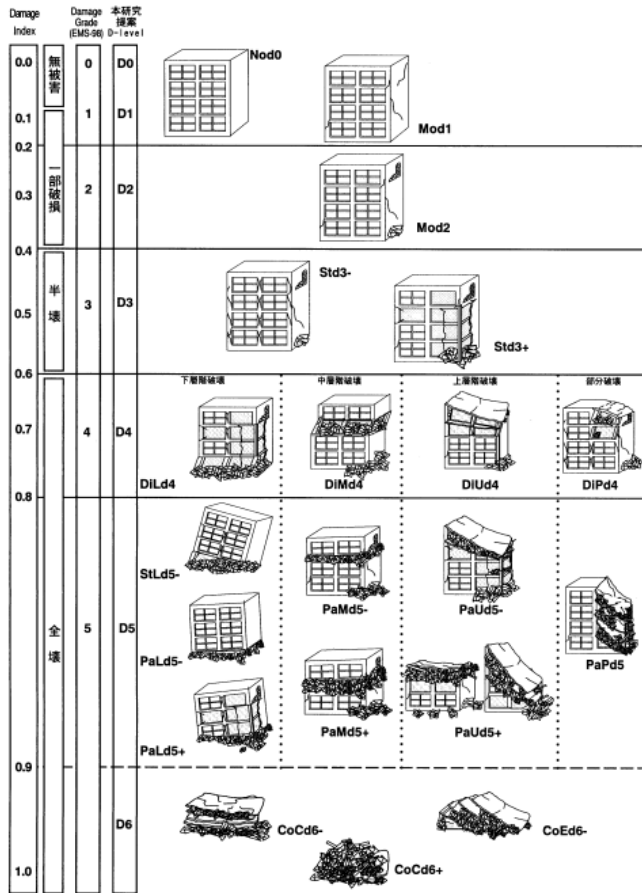 Damage Index
Damage Grade (EMS-98)
本研究提案 D-level
0.0
無被害
0
D0
Nod0
0.1
1
D1
Mod1
0.2
一部破損
0.3
2
D2
Mod2
0.4
半壊
Std3-
0.5
3
D3
Std3+
0.6
下層階破壊
中層階破壊
上層階破壊
部分破壊
0.7
4
D4
DiLd4
DiMd4
DiUd4
DiPd4
0.8
全壊
5
D5
StLd5-
PaMd5-
PaUd5-
PaLd5-
PaPd5
PaLd5+
PaMd5+
PaUd5+
0.9
D6
CoCd6-
CoEd6-
CoCd6+
1.0